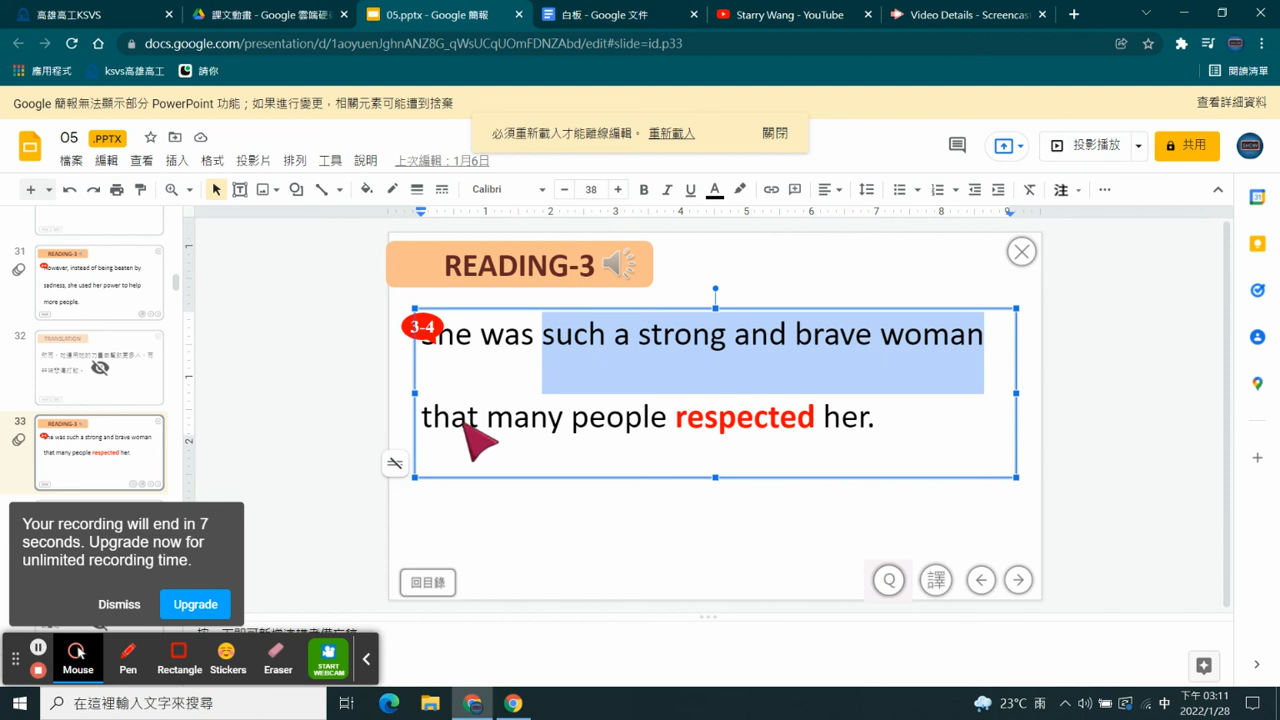 高雄高工KSVS
課文動畫 - Google 雲端硬
05.pptx - Google 簡報
白板 - Google 文件
Starry Wang - YouTube
Video Details - Screencas
docs.google.com/presentation/d/1aoyuenJghnANZ8G_qWsUCqUOmFDNZAbd/edit#slide=id.p33
應用程式
ksvs高雄高工
請你
閱讀清單
Google 簡報無法顯示部分 PowerPoint 功能；如果進行變更，相關元素可能遭到捨棄
查看詳細資料
必須重新載入才能離線編輯。 重新載入 關閉
05 .PPTX
檔案 編輯 查看 插入 格式 投影片 排列 工具 說明 上次編輯：1月6日
投影播放
共用
Calibri
38
注
1 2 3 4 5 6 7 8 9
31
READING-3
However, instead of being beaten by
sadness, she used her power to help
more people.
32
TRANSLATION
33
READING-3
She was such a strong and brave woman
that many people respected her.
READING-3
3-4
She was such a strong and brave woman
that many people respected her.
回目錄
Q
譯
Your recording will end in 7
seconds. Upgrade now for
unlimited recording time.
Dismiss
Upgrade
Mouse
Pen
Rectangle
Stickers
Eraser
START
WEBCAM
在這裡輸入文字來搜尋
23°C 雨
中
下午 03:11
2022/1/28